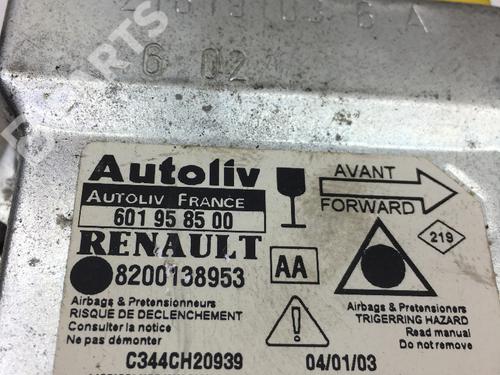 6 02
Autoliv
AVANT
AUTOLIV FRANCE
601 95 85 00
FORWARD
219
RENAULT
8200138953
AA
Airbags & Pretensionneurs
RISQUE DE DECLENCHEMENT
Consulter la notice
Ne pas démonter
Airbags & Pretensioners
TRIGERRING HAZARD
Read manual
Do not remove
C344CH20939
04/01/03